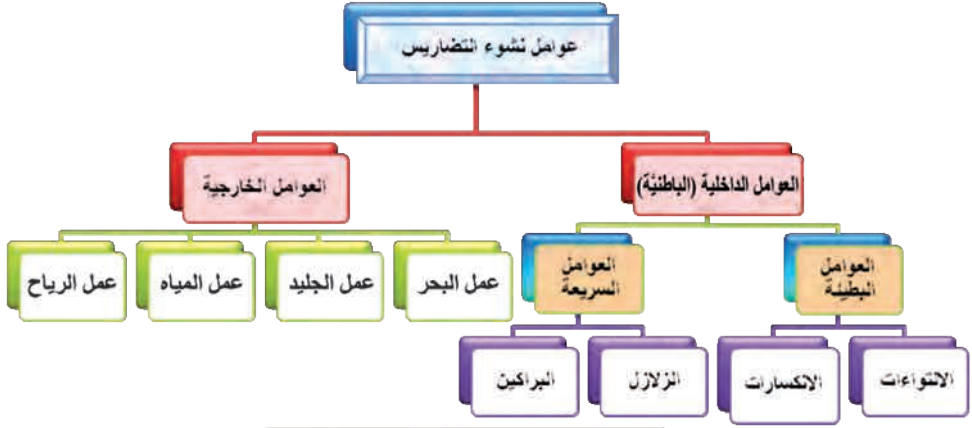 عوامل نشوء التضاريس
العوامل الداخلية (الباطنيّة)
العوامل الخارجية
العوامل
البطيئة
العوامل
السريعة
عمل البحر
عمل الجليد
عمل المياه
عمل الرياح
الالتواءات
الانكسارات
الزلازل
البراكين